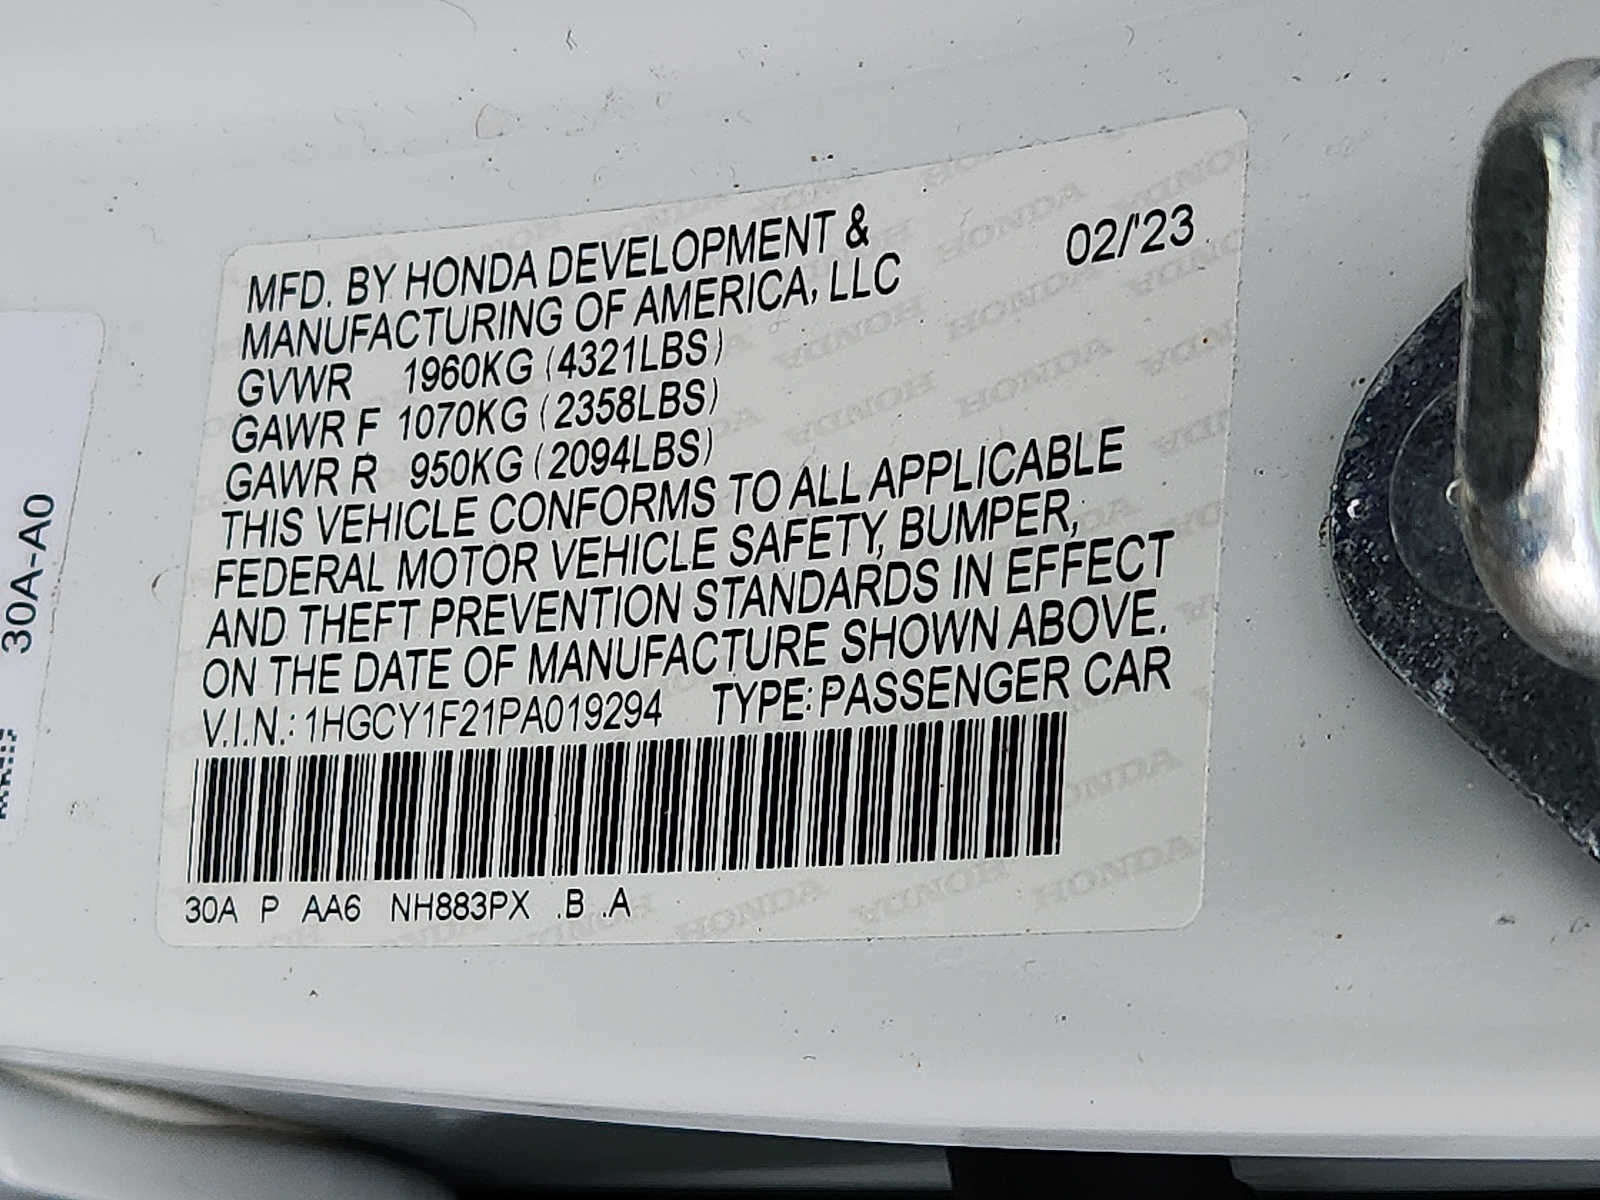 MFD. BY HONDA DEVELOPMENT & 02/'23
MANUFACTURING OF AMERICA, LLC
GVWR 1960KG (4321LBS)
GAWR F 1070KG (2358LBS)
GAWR R 950KG (2094LBS)
THIS VEHICLE CONFORMS TO ALL APPLICABLE
FEDERAL MOTOR VEHICLE SAFETY, BUMPER,
AND THEFT PREVENTION STANDARDS IN EFFECT
ON THE DATE OF MANUFACTURE SHOWN ABOVE.
V.I.N.: 1HGCY1F21PA019294 TYPE: PASSENGER CAR
30A P AA6 NH883PX .B .A
30A-A0